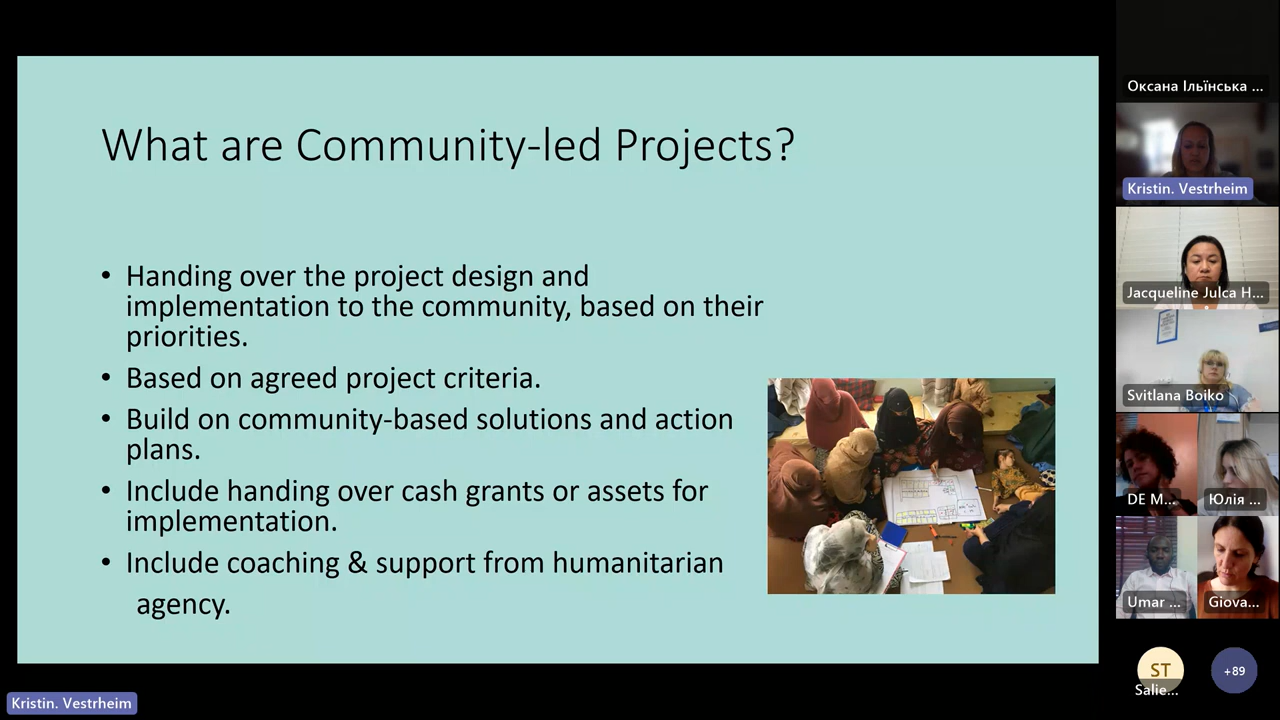 What are Community-led Projects?
• Handing over the project design and
implementation to the community, based on their
priorities.
• Based on agreed project criteria.
• Build on community-based solutions and action
plans.
• Include handing over cash grants or assets for
implementation.
• Include coaching & support from humanitarian
agency.
Kristin. Vestrheim
Оксана Ільїнська ...
Kristin. Vestrheim
Jacqueline Julca H...
Svitlana Boiko
DE M...
Юлія ...
Umar ...
Giova...
ST
Salie...
+89